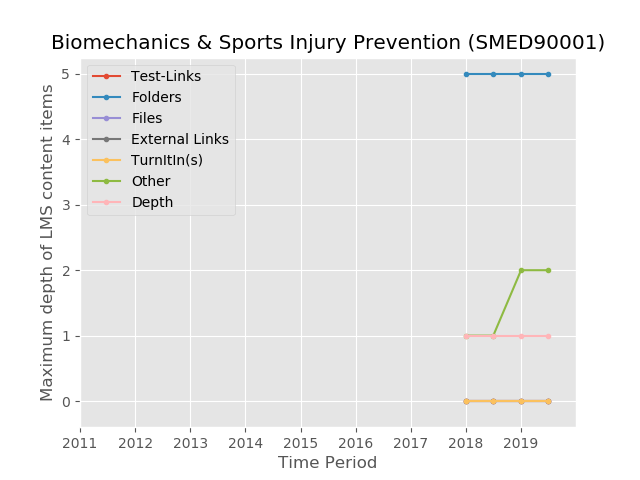 Biomechanics & Sports Injury Prevention (SMED90001)
Maximum depth of LMS content items
5
4
3
2
1
0
Test-Links
Folders
Files
External Links
TurnItIn(s)
Other
Depth
2011 2012 2013 2014 2015 2016 2017 2018 2019
Time Period